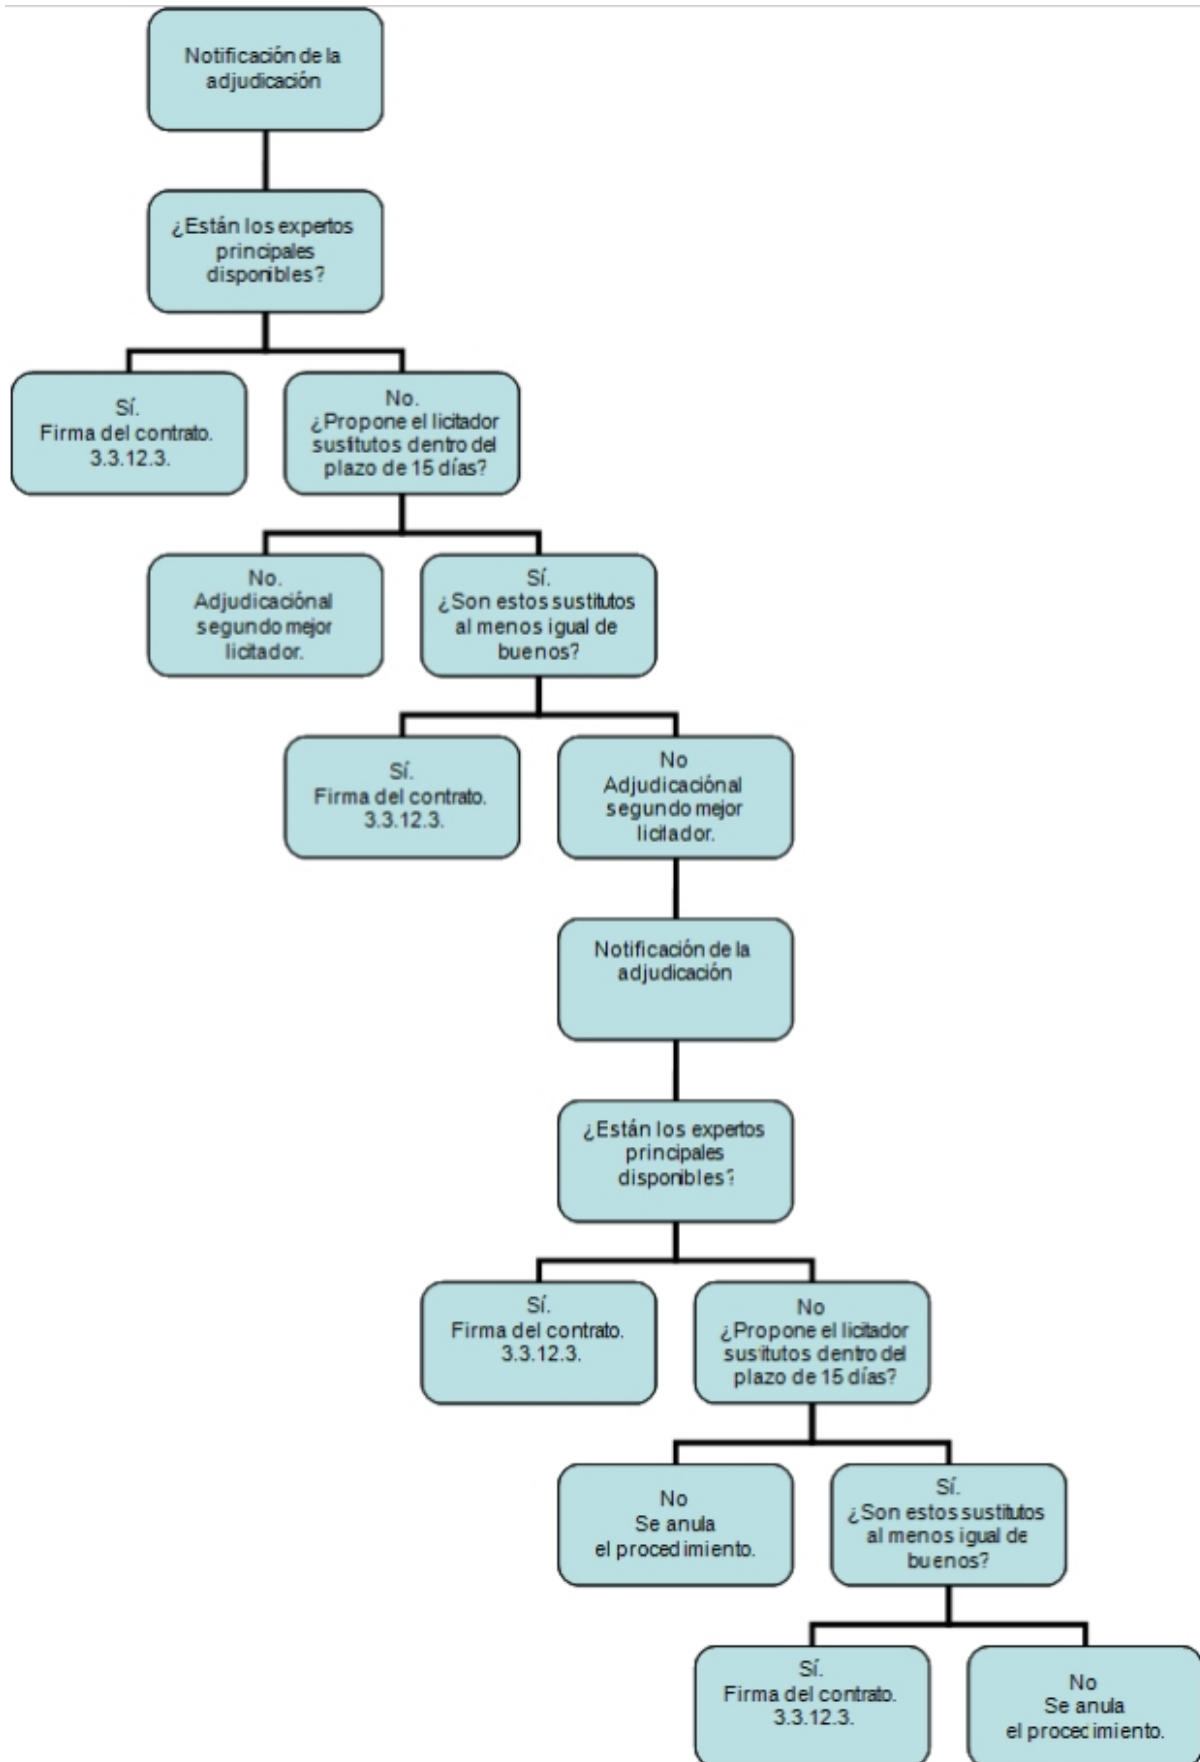 Notificación de la
adjudicación
¿Están los expertos
principales
disponibles?
Sí.
Firma del contrato.
3.3.12.3.
No.
¿Propone el licitador
sustitutos dentro del
plazo de 15 días?
No.
Adjudicaciónal
segundo mejor
licitador.
Sí.
¿Son estos sustitutos
al menos igual de
buenos?
Sí.
Firma del contrato.
3.3.12.3.
No
Adjudicaciónal
segundo mejor
licitador.
Notificación de la
adjudicación
¿Están los expertos
principales
disponibles?
Sí.
Firma del contrato.
3.3.12.3.
No
¿Propone el licitador
sustitutos dentro del
plazo de 15 días?
No
Se anula
el procedimiento.
Sí.
¿Son estos sustitutos
al menos igual de
buenos?
Sí.
Firma del contrato.
3.3.12.3.
No
Se anula
el procedimiento.